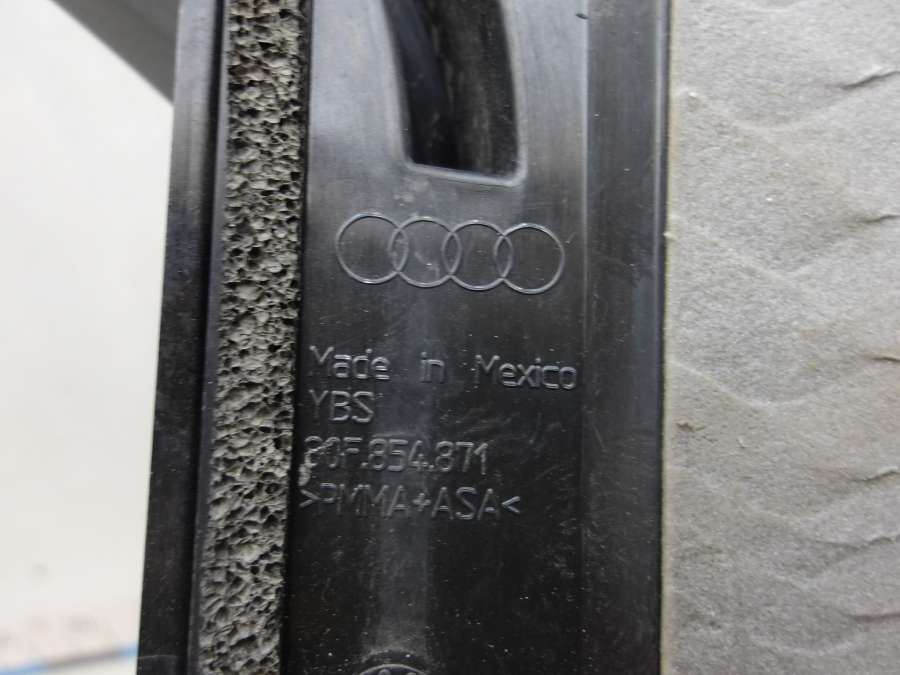 Made in Mexico
YBS
80F.854.871
>PMMA+ASA<